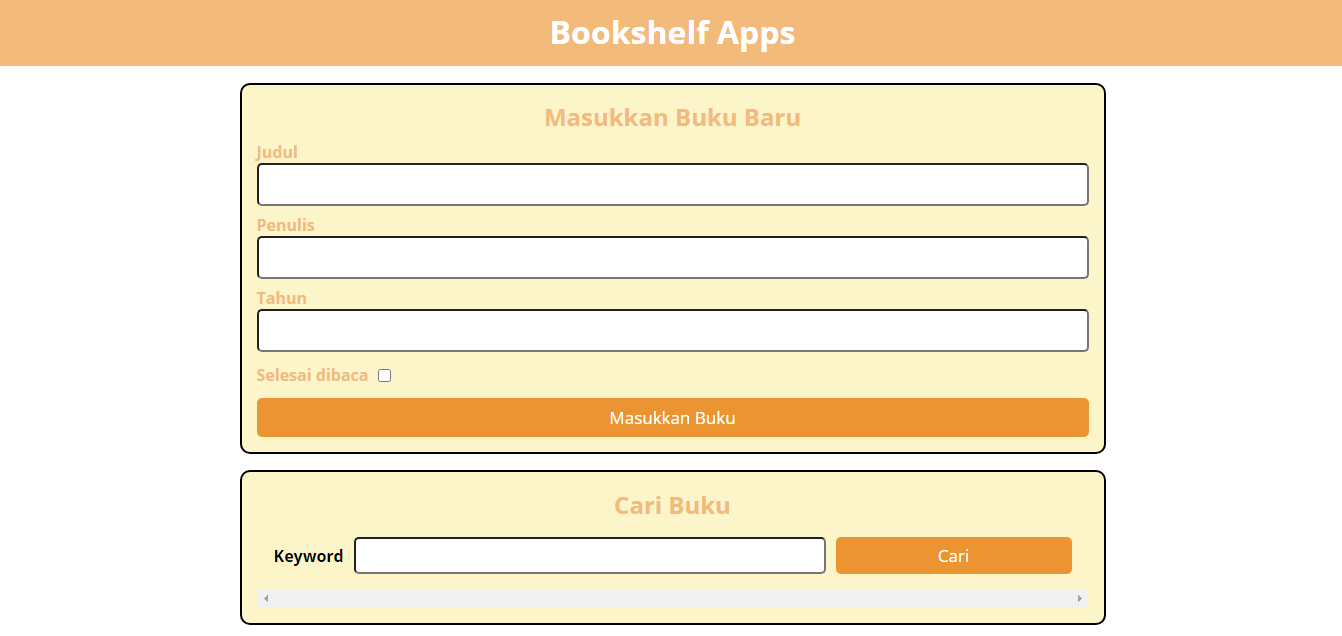 Bookshelf Apps
Masukkan Buku Baru
Judul
Penulis
Tahun
Selesai dibaca
Masukkan Buku
Cari Buku
Keyword
Cari